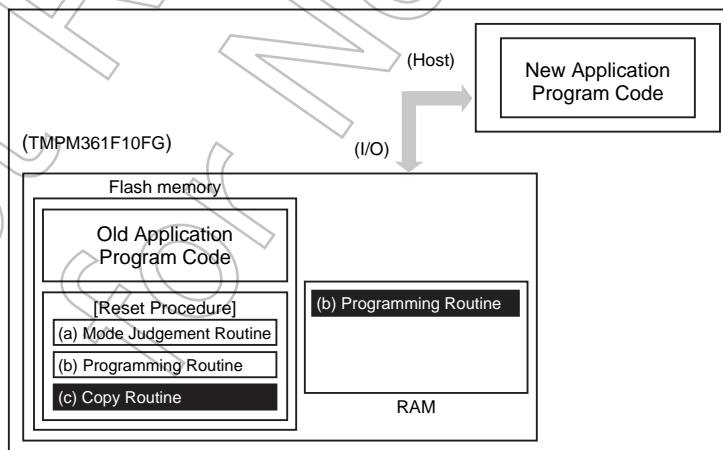 (Host)
New Application
Program Code
(TMPM361F10FG)
(I/O)
Flash memory
Old Application
Program Code
[Reset Procedure]
(a) Mode Judgement Routine
(b) Programming Routine
(c) Copy Routine
(b) Programming Routine
RAM